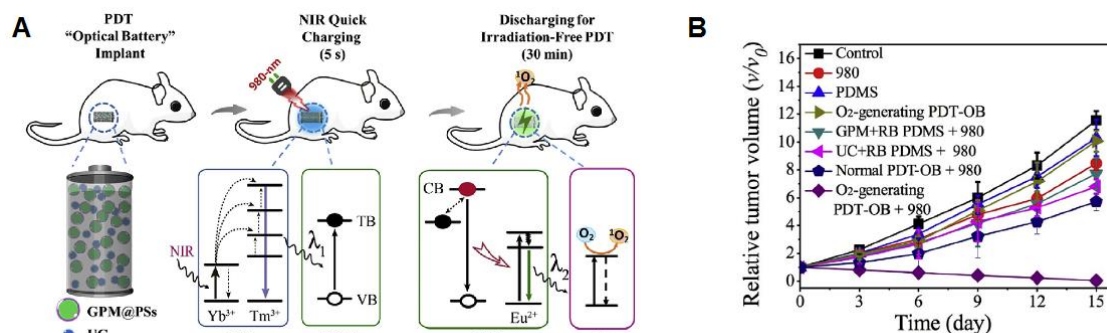 A
PDT
"Optical Battery"
Implant
NIR Quick
Charging
(5 s)
Discharging for
Irradiation-Free PDT
(30 min)
980-nm
¹O₂
NIR
Yb³⁺
Tm³⁺
λ₁
TB
VB
CB
Eu²⁺
λ₂
O₂
¹O₂
GPM@PSs
UC
B
Relative tumor volume (v/v₀)
16
14
12
10
8
6
4
2
0
Control
980
PDMS
O₂-generating PDT-OB
GPM+RB PDMS + 980
UC+RB PDMS + 980
Normal PDT-OB + 980
O₂-generating
PDT-OB + 980
0
3
6
9
12
15
Time (day)